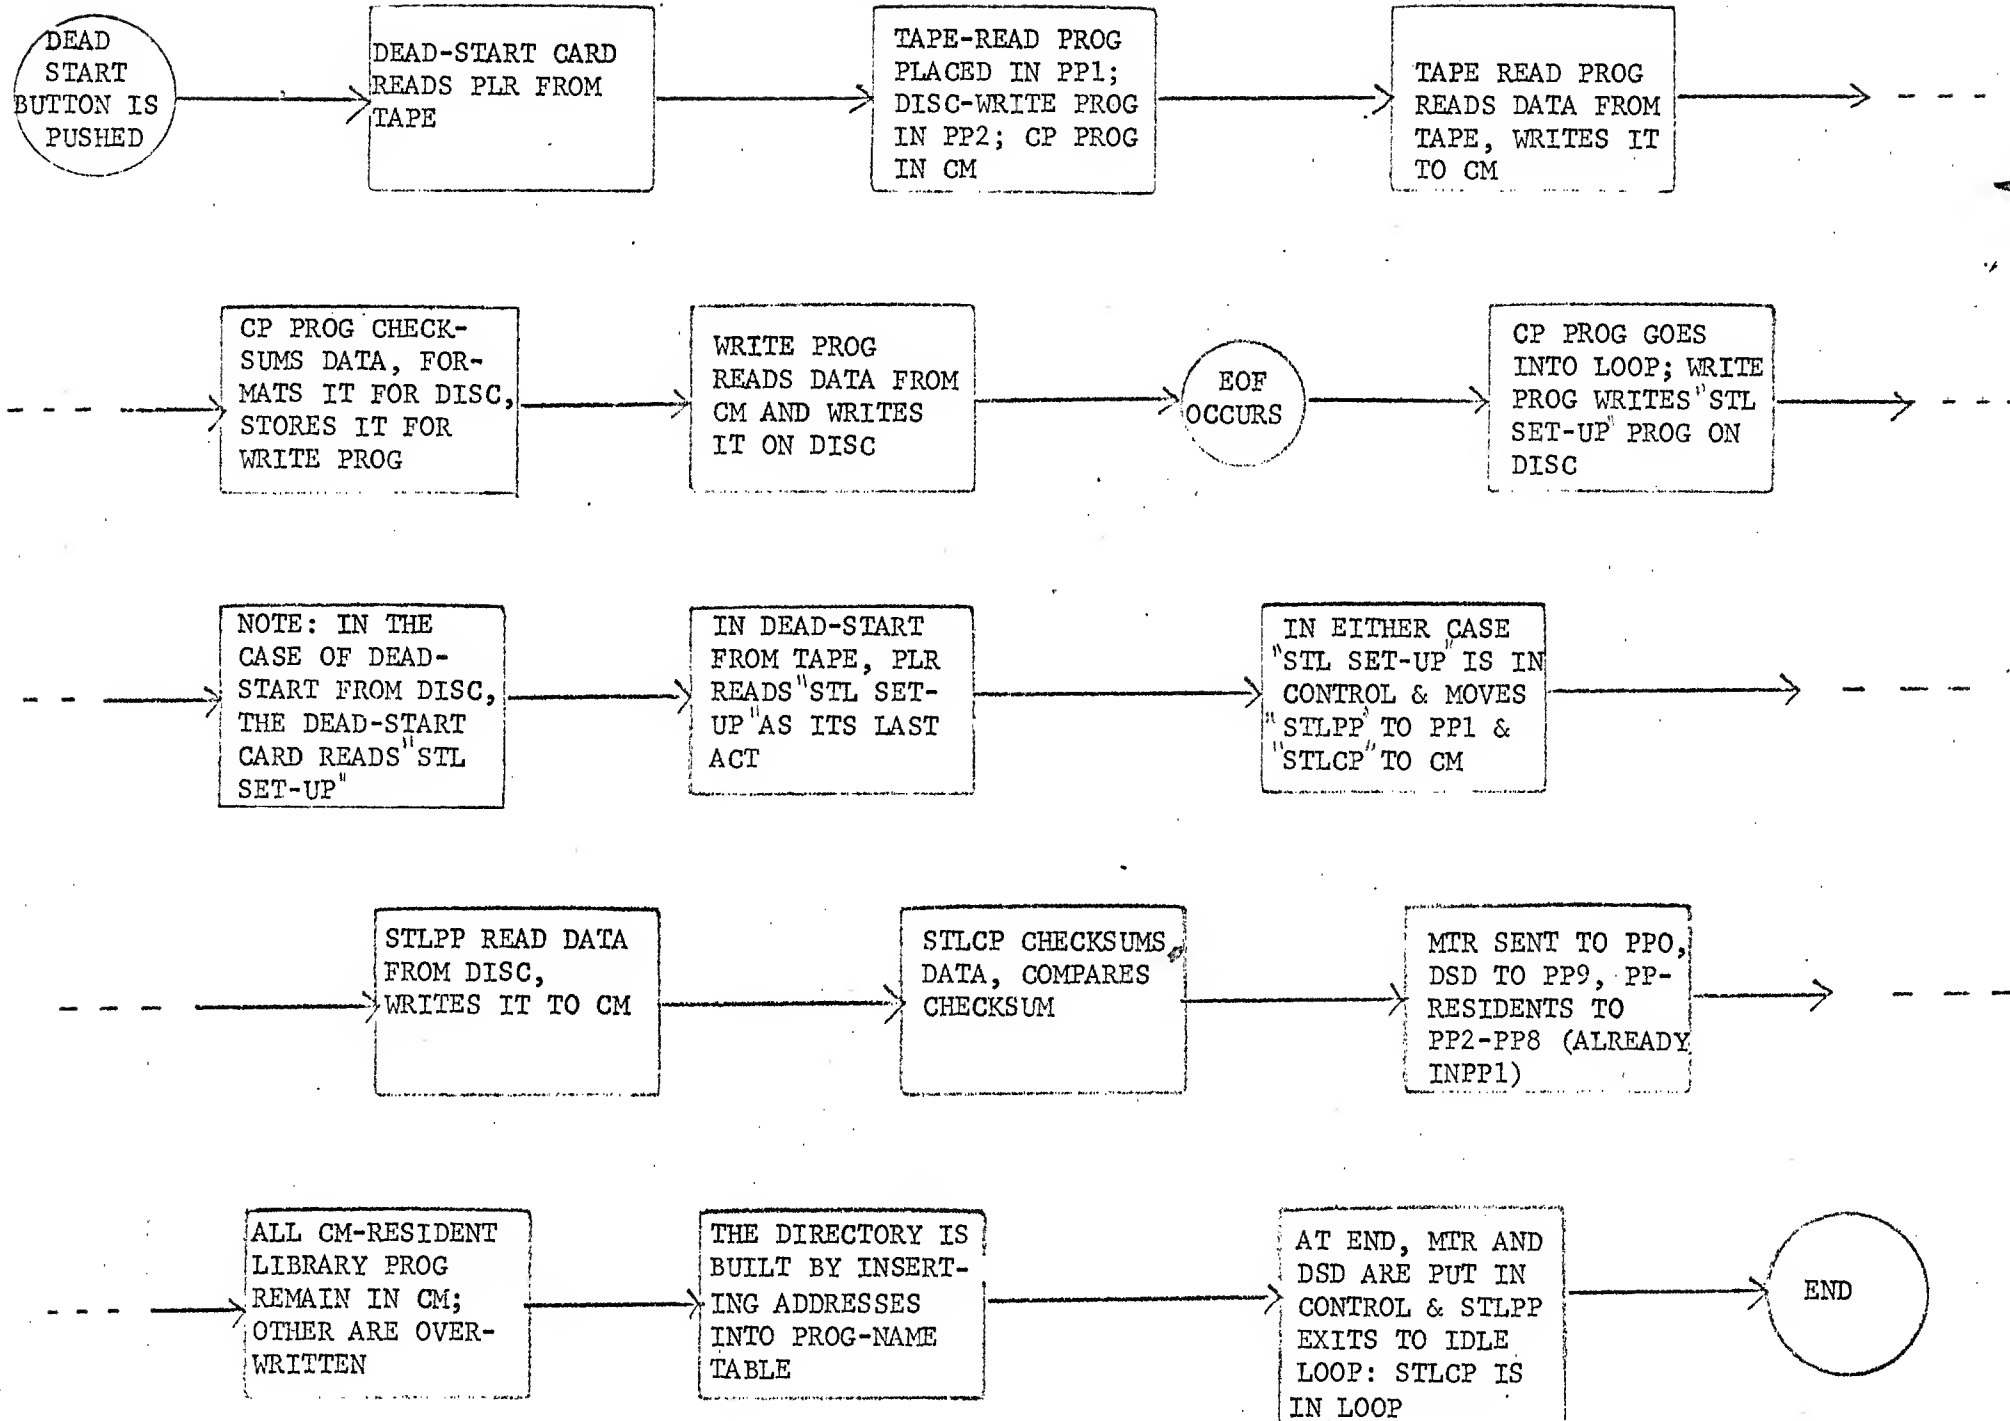 DEAD
START
BUTTON IS
PUSHED
DEAD-START CARD
READS PLR FROM
TAPE
TAPE-READ PROG
PLACED IN PP1;
DISC-WRITE PROG
IN PP2; CP PROG
IN CM
TAPE READ PROG
READS DATA FROM
TAPE, WRITES IT
TO CM
CP PROG CHECK-
SUMS DATA, FOR-
MATS IT FOR DISC,
STORES IT FOR
WRITE PROG
WRITE PROG
READS DATA FROM
CM AND WRITES
IT ON DISC
EOF
OCCURS
CP PROG GOES
INTO LOOP; WRITE
PROG WRITES "STL
SET-UP" PROG ON
DISC
NOTE: IN THE
CASE OF DEAD-
START FROM DISC,
THE DEAD-START
CARD READS "STL
SET-UP"
IN DEAD-START
FROM TAPE, PLR
READS "STL SET-
UP" AS ITS LAST
ACT
IN EITHER CASE
"STL SET-UP" IS IN
CONTROL & MOVES
"STLPP" TO PP1 &
"STLCP" TO CM
STLPP READ DATA
FROM DISC,
WRITES IT TO CM
STLCP CHECKSUMS
DATA, COMPARES
CHECKSUM
MTR SENT TO PP0,
DSD TO PP9, PP-
RESIDENTS TO
PP2-PP8 (ALREADY
INPP1)
ALL CM-RESIDENT
LIBRARY PROG
REMAIN IN CM;
OTHER ARE OVER-
WRITTEN
THE DIRECTORY IS
BUILT BY INSERT-
ING ADDRESSES
INTO PROG-NAME
TABLE
AT END, MTR AND
DSD ARE PUT IN
CONTROL & STLPP
EXITS TO IDLE
LOOP: STLCP IS
IN LOOP
END